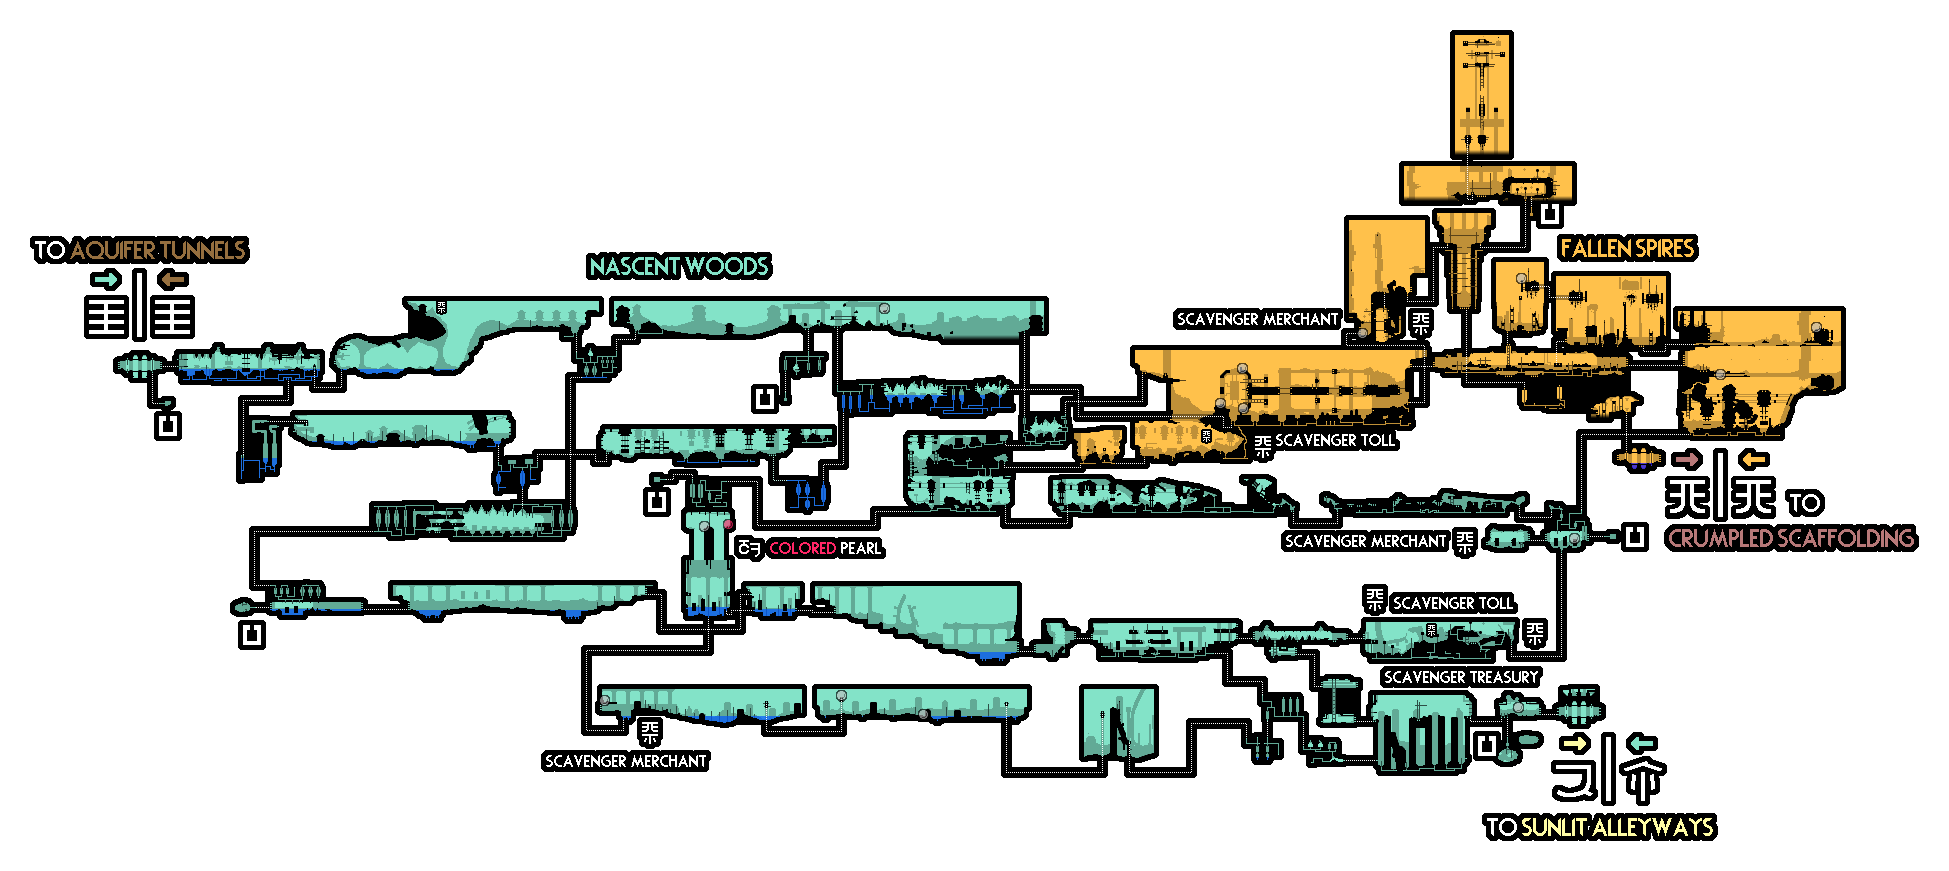 TO AQUIFER TUNNELS
NASCENT WOODS
FALLEN SPIRES
SCAVENGER MERCHANT
SCAVENGER TOLL
TO
CRUMPLED SCAFFOLDING
SCAVENGER MERCHANT
COLORED PEARL
SCAVENGER TOLL
SCAVENGER TREASURY
SCAVENGER MERCHANT
TO SUNLIT ALLEYWAYS